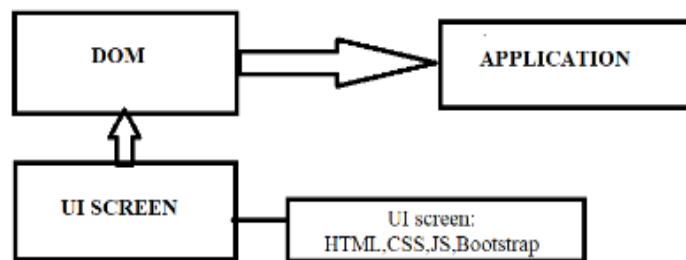 DOM
APPLICATION
UI SCREEN
UI screen:
HTML,CSS,JS,Bootstrap